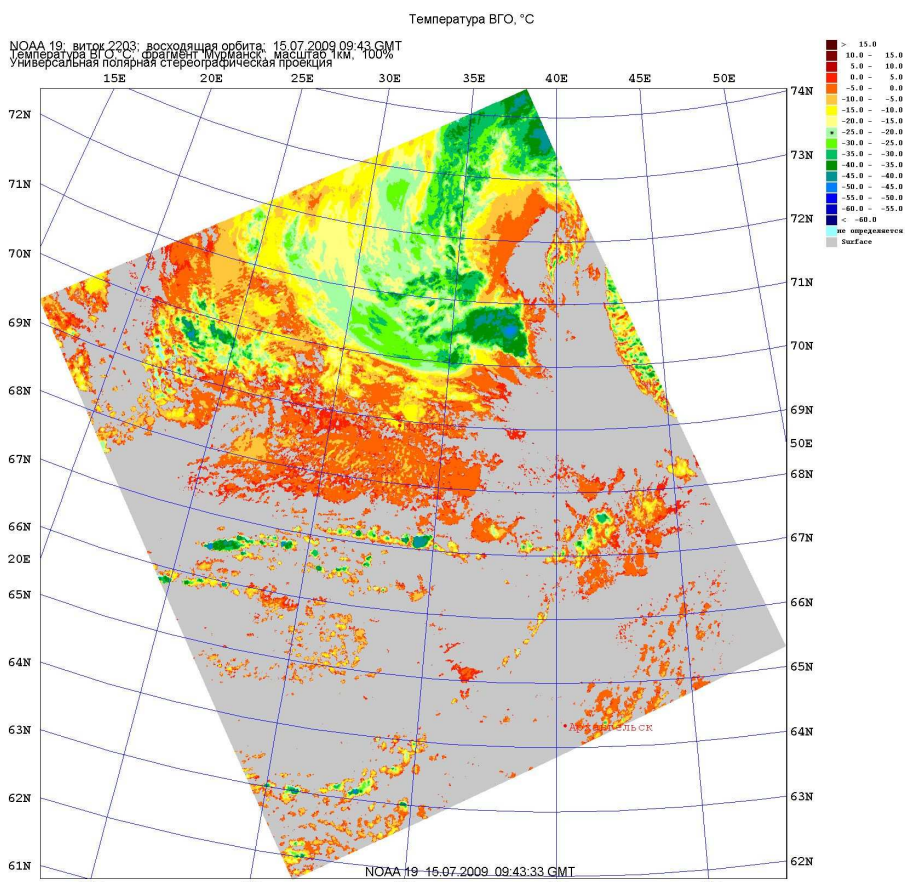 Температура ВГО, °C
NOAA 19; виток 2203; восходящая орбита; 15.07.2009 09:43 GMT
Температура ВГО,°C; фрагмент "Мурманск"; масштаб 1км, 100%
Универсальная полярная стереографическая проекция
15E 20E 25E 30E 35E 40E 45E 50E
72N
71N
70N
69N
68N
67N
66N
20E
65N
64N
63N
62N
61N
74N
73N
72N
71N
70N
69N
50E
68N
67N
66N
65N
64N
63N
62N
> 15.0
10.0 - 15.0
5.0 - 10.0
0.0 - 5.0
-5.0 - 0.0
-10.0 - -5.0
-15.0 - -10.0
-20.0 - -15.0
-25.0 - -20.0
-30.0 - -25.0
-35.0 - -30.0
-40.0 - -35.0
-45.0 - -40.0
-50.0 - -45.0
-55.0 - -50.0
-60.0 - -55.0
< -60.0
не определяется
Surface
Архангельск
NOAA 19 15.07.2009 09:43:33 GMT